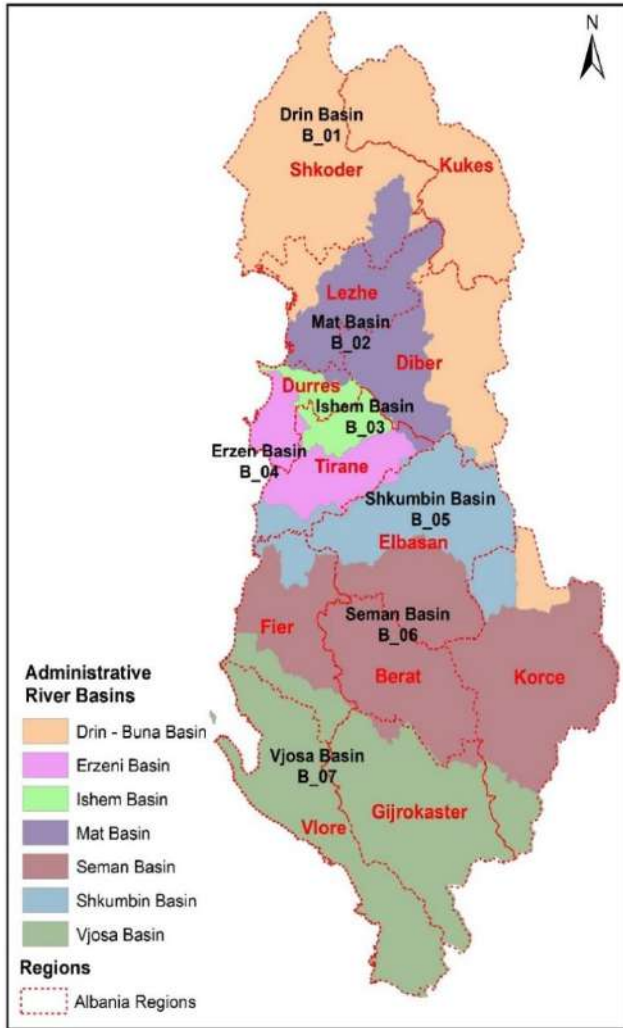 N
Drin Basin
B_01
Shkoder
Kukes
Lezhe
Mat Basin
B_02
Diber
Durres
Ishem Basin
B_03
Erzen Basin
B_04
Tirane
Shkumbin Basin
B_05
Elbasan
Fier
Seman Basin
B_06
Berat
Korce
Vjosa Basin
B_07
Vlore
Gijrokaster
Administrative
River Basins
Drin - Buna Basin
Erzeni Basin
Ishem Basin
Mat Basin
Seman Basin
Shkumbin Basin
Vjosa Basin
Regions
Albania Regions